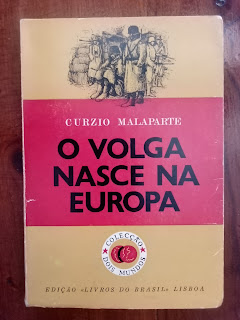 CURZIO MALAPARTE
O VOLGA
NASCE NA
EUROPA
COLECÇÃO
DOIS MUNDOS
EDIÇÃO «LIVROS DO BRASIL» LISBOA